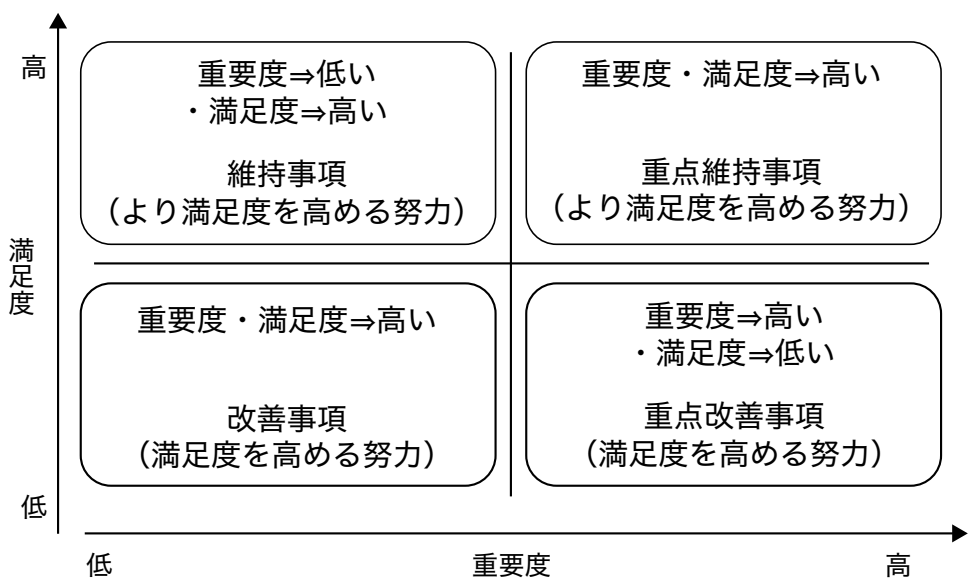 高
重要度⇒低い
・満足度⇒高い
維持事項
（より満足度を高める努力）
重要度・満足度⇒高い
重点維持事項
（より満足度を高める努力）
満足度
重要度・満足度⇒高い
改善事項
（満足度を高める努力）
重要度⇒高い
・満足度⇒低い
重点改善事項
（満足度を高める努力）
低
低
重要度
高